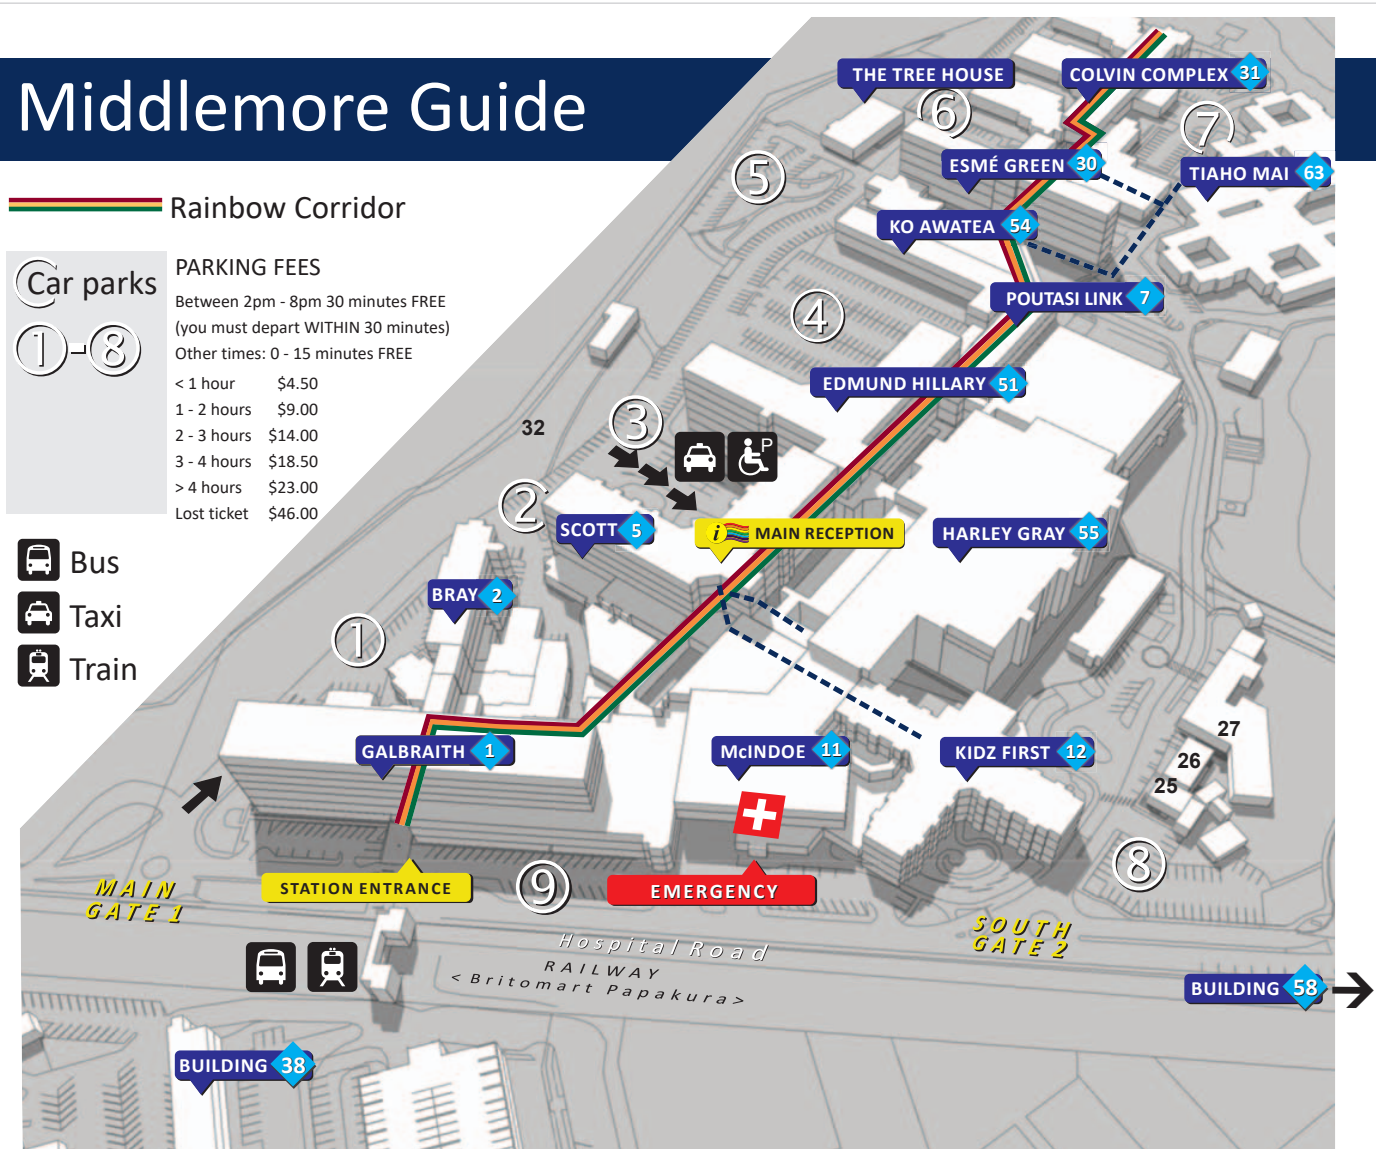 Middlemore Guide
Rainbow Corridor
Car parks
1-8
PARKING FEES
Between 2pm - 8pm 30 minutes FREE
(you must depart WITHIN 30 minutes)
Other times: 0 - 15 minutes FREE
< 1 hour $4.50
1 - 2 hours $9.00
2 - 3 hours $14.00
3 - 4 hours $18.50
> 4 hours $23.00
Lost ticket $46.00
Bus
Taxi
Train
THE TREE HOUSE
COLVIN COMPLEX 31
6
7
5
ESMÉ GREEN 30
TIAHO MAI 63
KO AWATEA 54
POUTASI LINK 7
4
EDMUND HILLARY 51
3
32
P
2
SCOTT 5
i MAIN RECEPTION
HARLEY GRAY 55
BRAY 2
1
GALBRAITH 1
McINDOE 11
KIDZ FIRST 12
27
26
25
8
STATION ENTRANCE
9
EMERGENCY
MAIN
GATE 1
SOUTH
GATE 2
Hospital Road
RAILWAY
< Britomart Papakura >
BUILDING 58
BUILDING 38